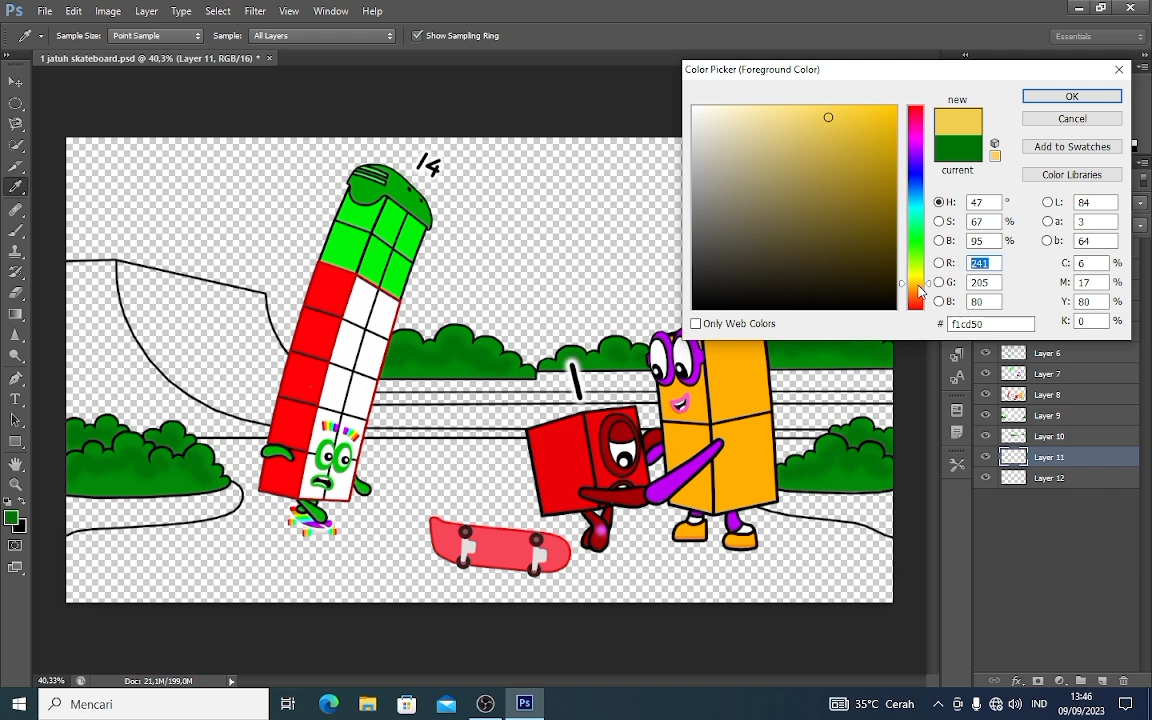 Ps File Edit Image Layer Type Select Filter View Window Help
Sample Size: Point Sample Sample: All Layers Show Sampling Ring Essentials
1 jatuh skateboard.psd @ 40,3% (Layer 11, RGB/16) * ×
Color Picker (Foreground Color)
new
OK
Cancel
Add to Swatches
current
Color Libraries
H: 47 ° L: 84
S: 67 % a: 3
B: 95 % b: 64
R: 241 C: 6 %
G: 205 M: 17 %
B: 80 Y: 80 %
Only Web Colors # f1cd50 K: 0 %
14
1
Layer 6
Layer 7
Layer 8
Layer 9
Layer 10
Layer 11
Layer 12
40,33% Doc: 21,1M/199,0M
Mencari
Ps
35°C Cerah
IND
13:46
09/09/2023